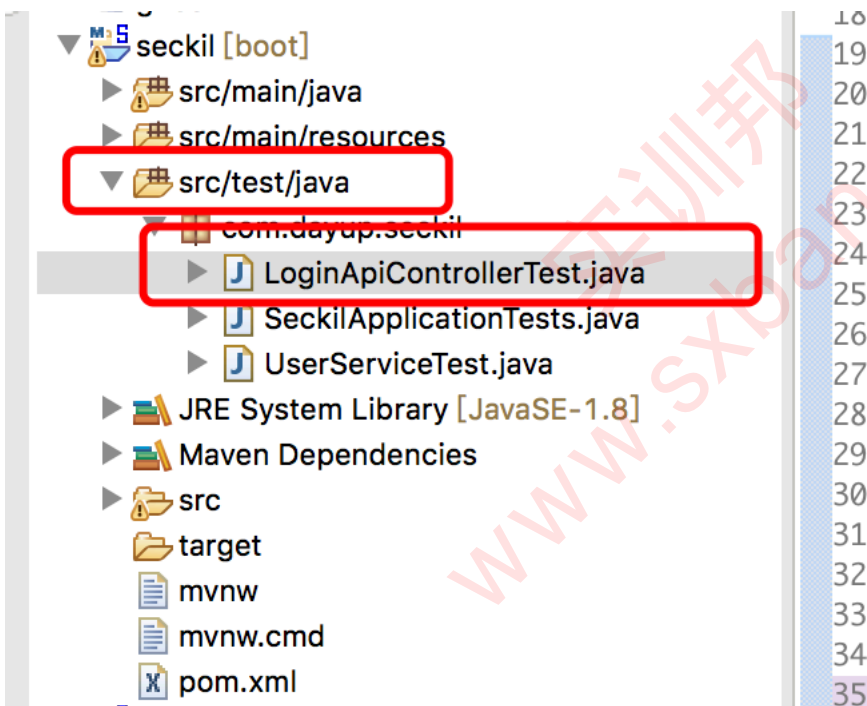 seckil [boot]
src/main/java
src/main/resources
src/test/java
com.dayup.seckil
LoginApiControllerTest.java
SeckilApplicationTests.java
UserServiceTest.java
JRE System Library [JavaSE-1.8]
Maven Dependencies
src
target
mvnw
mvnw.cmd
pom.xml
18
19
20
21
22
23
24
25
26
27
28
29
30
31
32
33
34
35
实训邦
www.sxban